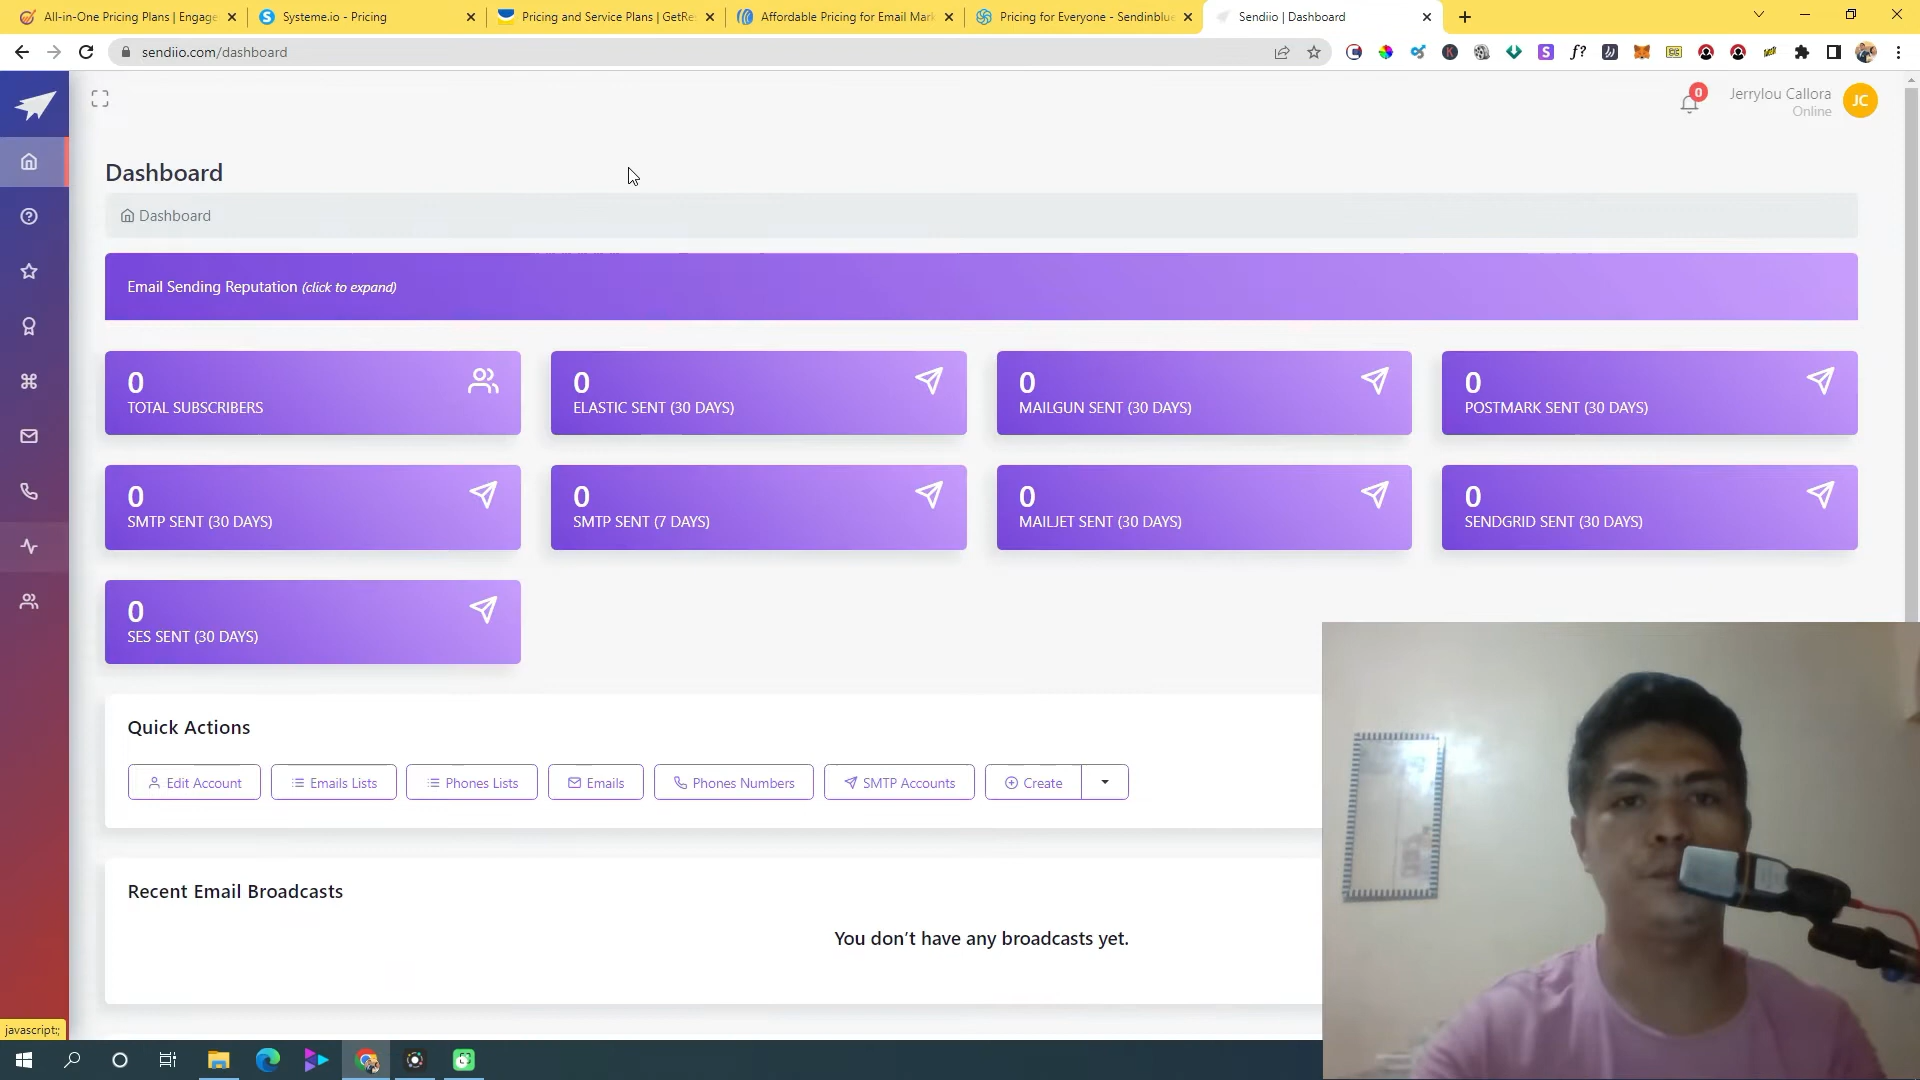 All-in-One Pricing Plans | Engage
Systeme.io - Pricing
Pricing and Service Plans | GetRe
Affordable Pricing for Email Mark
Pricing for Everyone - Sendinblue
Sendiio | Dashboard
sendiio.com/dashboard
0
Jerrylou Callora
Online
JC
Dashboard
Dashboard
Email Sending Reputation (click to expand)
0
TOTAL SUBSCRIBERS
0
ELASTIC SENT (30 DAYS)
0
MAILGUN SENT (30 DAYS)
0
POSTMARK SENT (30 DAYS)
0
SMTP SENT (30 DAYS)
0
SMTP SENT (7 DAYS)
0
MAILJET SENT (30 DAYS)
0
SENDGRID SENT (30 DAYS)
0
SES SENT (30 DAYS)
Quick Actions
Edit Account
Emails Lists
Phones Lists
Emails
Phones Numbers
SMTP Accounts
Create
Recent Email Broadcasts
You don't have any broadcasts yet.
javascript:;